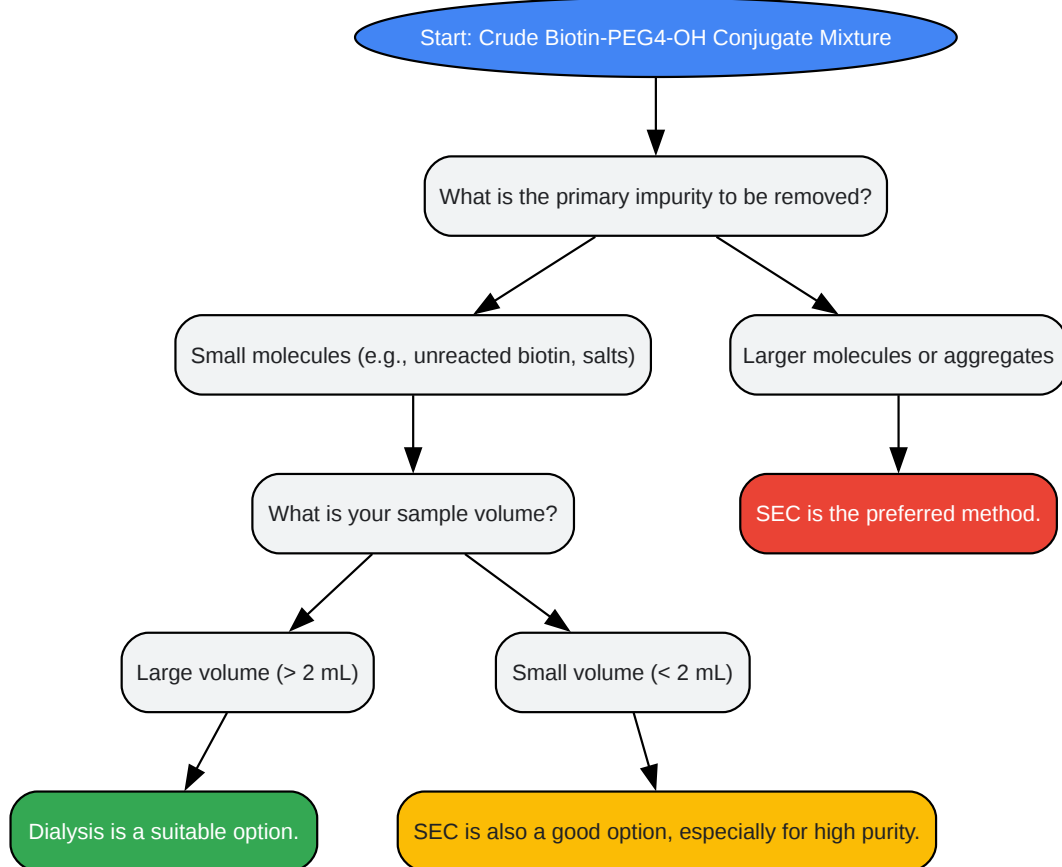 Start: Crude Biotin-PEG4-OH Conjugate Mixture
What is the primary impurity to be removed?
Small molecules (e.g., unreacted biotin, salts)
Larger molecules or aggregates
What is your sample volume?
SEC is the preferred method.
Large volume (> 2 mL)
Small volume (< 2 mL)
Dialysis is a suitable option.
SEC is also a good option, especially for high purity.